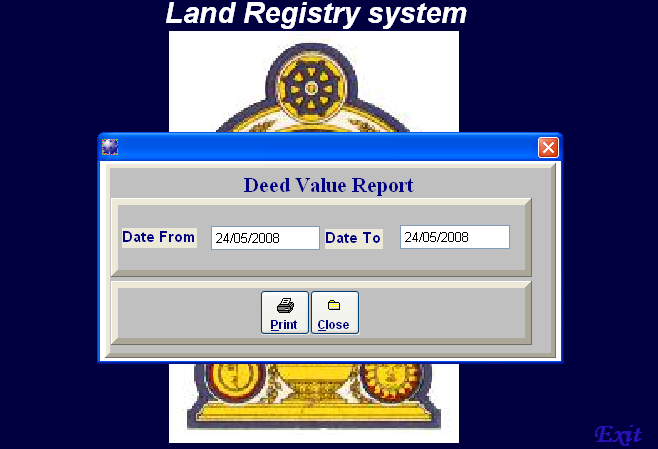 Land Registry system
Deed Value Report
Date From 24/05/2008 Date To 24/05/2008
Print Close
Exit